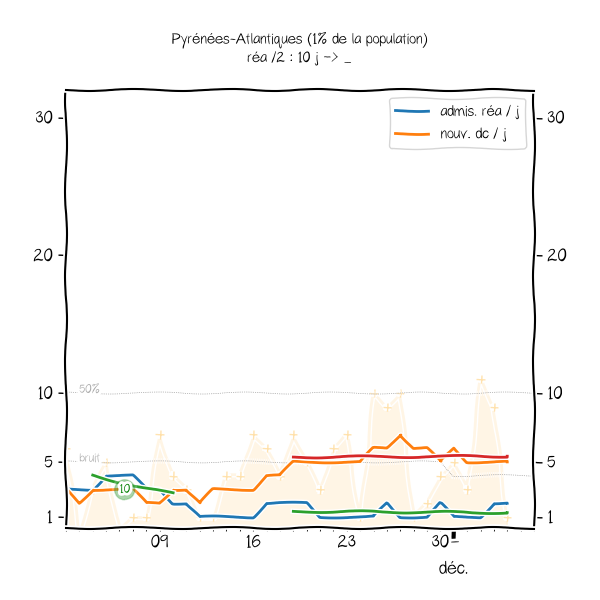 Pyrénées-Atlantiques (1% de la population)
réa /2 : 10 j -> _
admis. réa / j
nouv. dc / j
30
30
20
20
10
50%
10
5
bruit
10
5
1
1
09
16
23
30
déc.